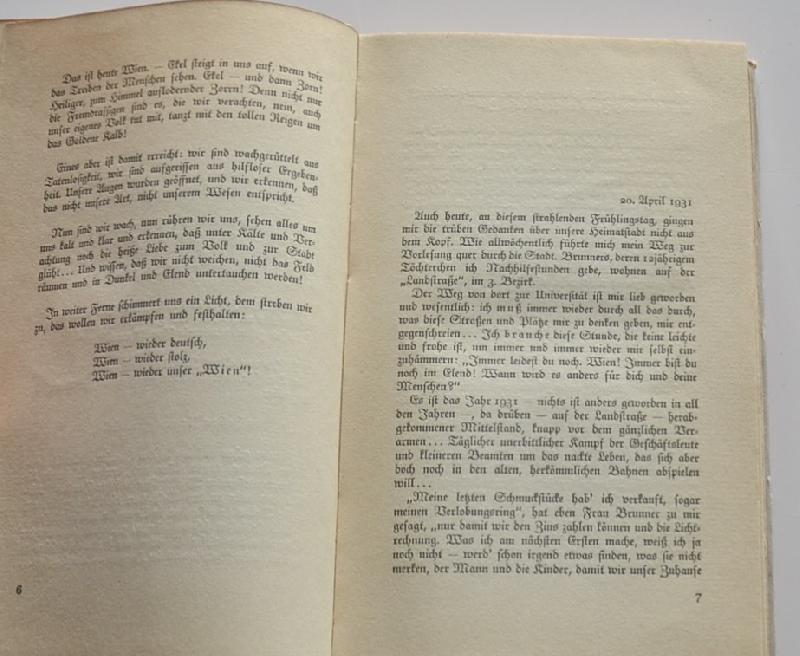 Das ist heute Wien. — Ekel steigt in uns auf, wenn wir
das Treiben der Menschen sehen. Ekel — und dann Zorn!
Heiliger, zum Himmel auflodernder Zorn! Denn nicht nur
die Fremdrassigen sind es, die wir verachten, nein, auch
unser eigenes Volk tut mit, tanzt mit den tollen Reigen um
das Goldene Kalb!
Eines aber ist damit erreicht: wir sind wachgerüttelt aus
Tatenlosigkeit, wir sind aufgerissen aus hilfloser Ergeben-
heit. Unsere Augen wurden geöffnet, und wir erkennen, daß
das nicht unsere Art, nicht unserem Wesen entspricht.
Nun sind wir wach, nun rühren wir uns, sehen alles um
uns kalt und klar und erkennen, daß unter Kälte und Ver-
achtung noch die heiße Liebe zum Volk und zur Stadt
glüht... Und wissen, daß wir nicht weichen, nicht das Feld
räumen und in Dunkel und Elend untertauchen werden!
In weiter Ferne schimmert uns ein Licht, dem streben wir
zu, das wollen wir erkämpfen und festhalten:
Wien — wieder deutsch,
Wien — wieder stolz,
Wien — wieder unser „Wien“!
6
20. April 1931
Auch heute, an diesem strahlenden Frühlingstag, gingen
mir die trüben Gedanken über unsere Heimatstadt nicht aus
dem Kopf. Wie allwöchentlich führte mich mein Weg zur
Vorlesung quer durch die Stadt. Brunners, deren 12jährigem
Töchterchen ich Nachhilfestunden gebe, wohnen auf der
„Landstraße“, im 3. Bezirk.
Der Weg von dort zur Universität ist mir lieb geworden
und wesentlich: ich muß immer wieder durch all das durch,
was diese Straßen und Plätze mir zu denken geben, mir ent-
gegenschreien... Ich brauche diese Stunde, die keine leichte
und frohe ist, um immer und immer wieder mir selbst ein-
zuhämmern: „Immer leidest du noch, Wien! Immer bist du
noch im Elend! Wann wird es anders für dich und deine
Menschen?“
Es ist das Jahr 1931 — nichts ist anders geworden in all
den Jahren —, da drüben — auf der Landstraße — herab-
gekommener Mittelstand, knapp vor dem gänzlichen Ver-
armen... Täglicher unerbittlicher Kampf der Geschäftsleute
und kleineren Beamten um das nackte Leben, das sich aber
doch noch in den alten, herkömmlichen Bahnen abspielen
will...
„Meine letzten Schmuckstücke hab' ich verkauft, sogar
meinen Verlobungsring“, hat eben Frau Brunner zu mir
gesagt, „nur damit wir den Zins zahlen können und die Licht-
rechnung. Was ich am nächsten Ersten mache, weiß ich ja
noch nicht — werd' schon irgend etwas finden, was sie nicht
merken, der Mann und die Kinder, damit wir unser Zuhause
7